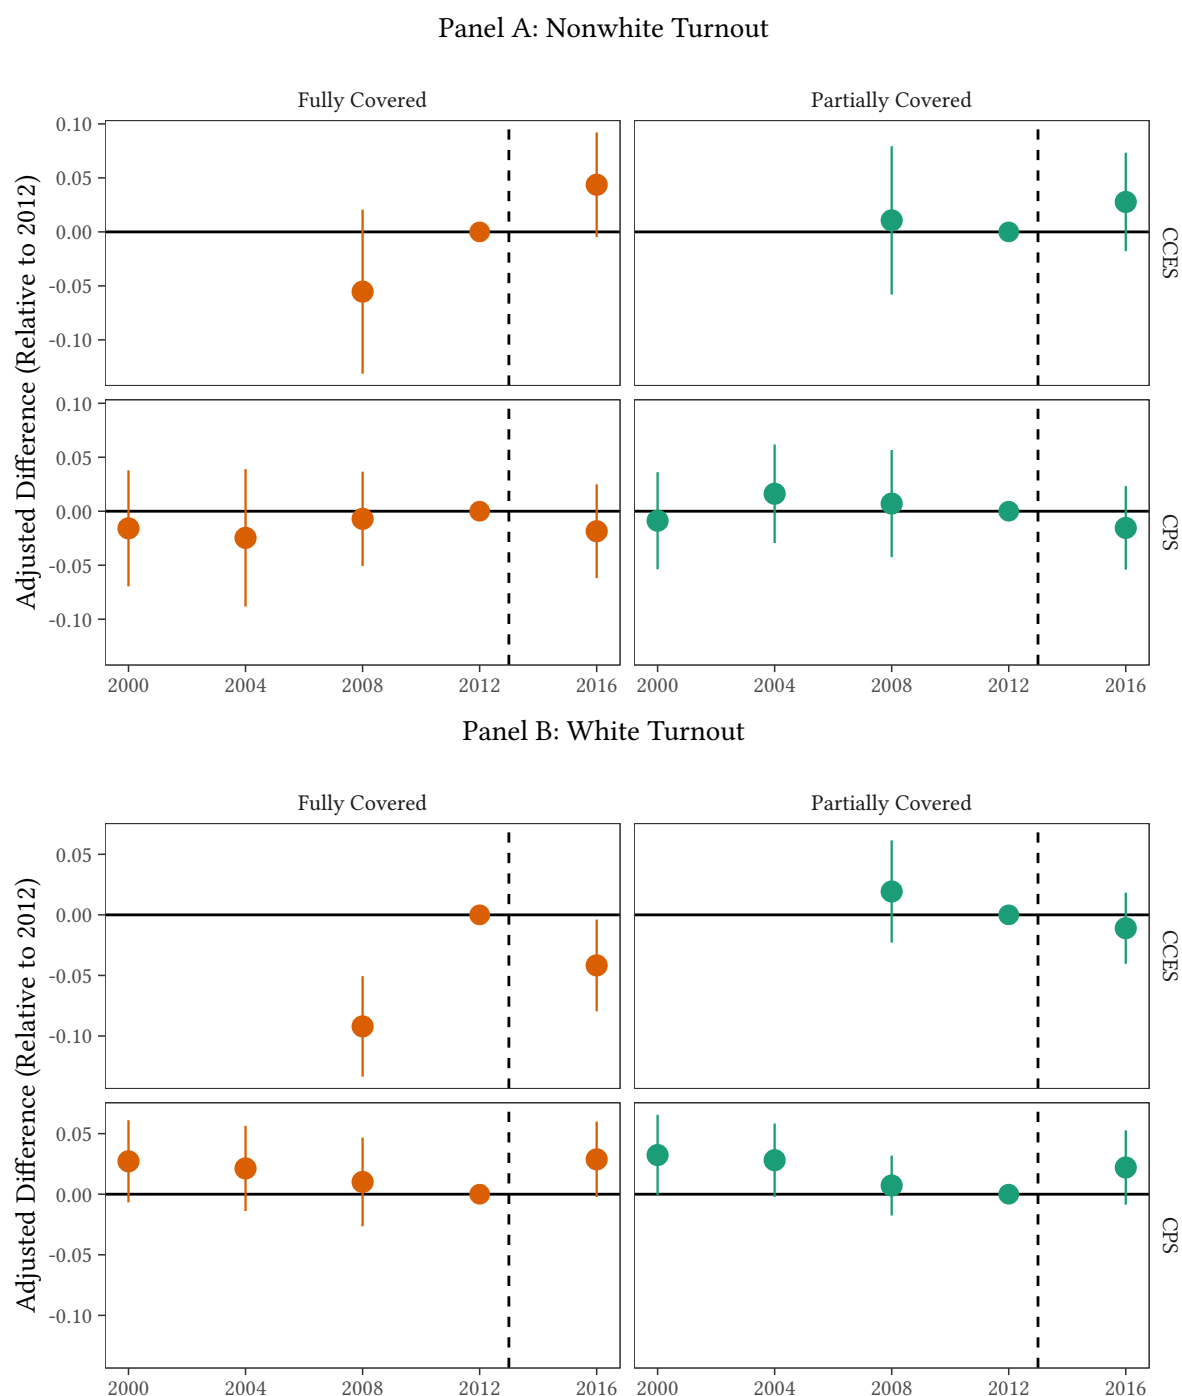 Panel A: Nonwhite Turnout
Fully Covered
Partially Covered
Adjusted Difference (Relative to 2012)
0.10
0.05
0.00
-0.05
-0.10
CCES
0.10
0.05
0.00
-0.05
-0.10
CPS
2000 2004 2008 2012 2016
2000 2004 2008 2012 2016
Panel B: White Turnout
Fully Covered
Partially Covered
Adjusted Difference (Relative to 2012)
0.05
0.00
-0.05
-0.10
CCES
0.05
0.00
-0.05
-0.10
CPS
2000 2004 2008 2012 2016
2000 2004 2008 2012 2016